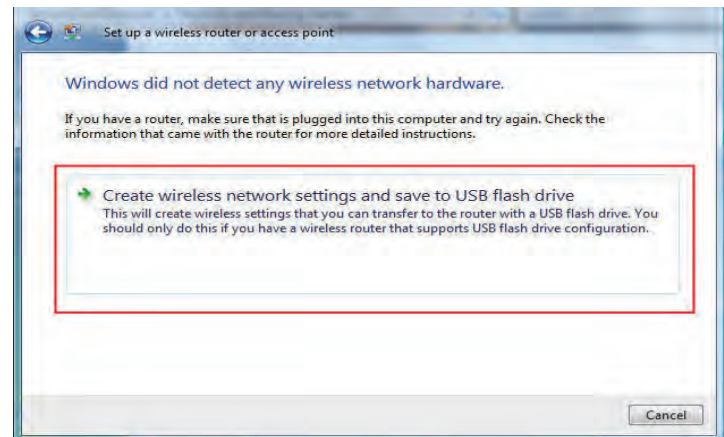 Set up a wireless router or access point
Windows did not detect any wireless network hardware.
If you have a router, make sure that is plugged into this computer and try again. Check the
information that came with the router for more detailed instructions.
Create wireless network settings and save to USB flash drive
This will create wireless settings that you can transfer to the router with a USB flash drive. You
should only do this if you have a wireless router that supports USB flash drive configuration.
Cancel